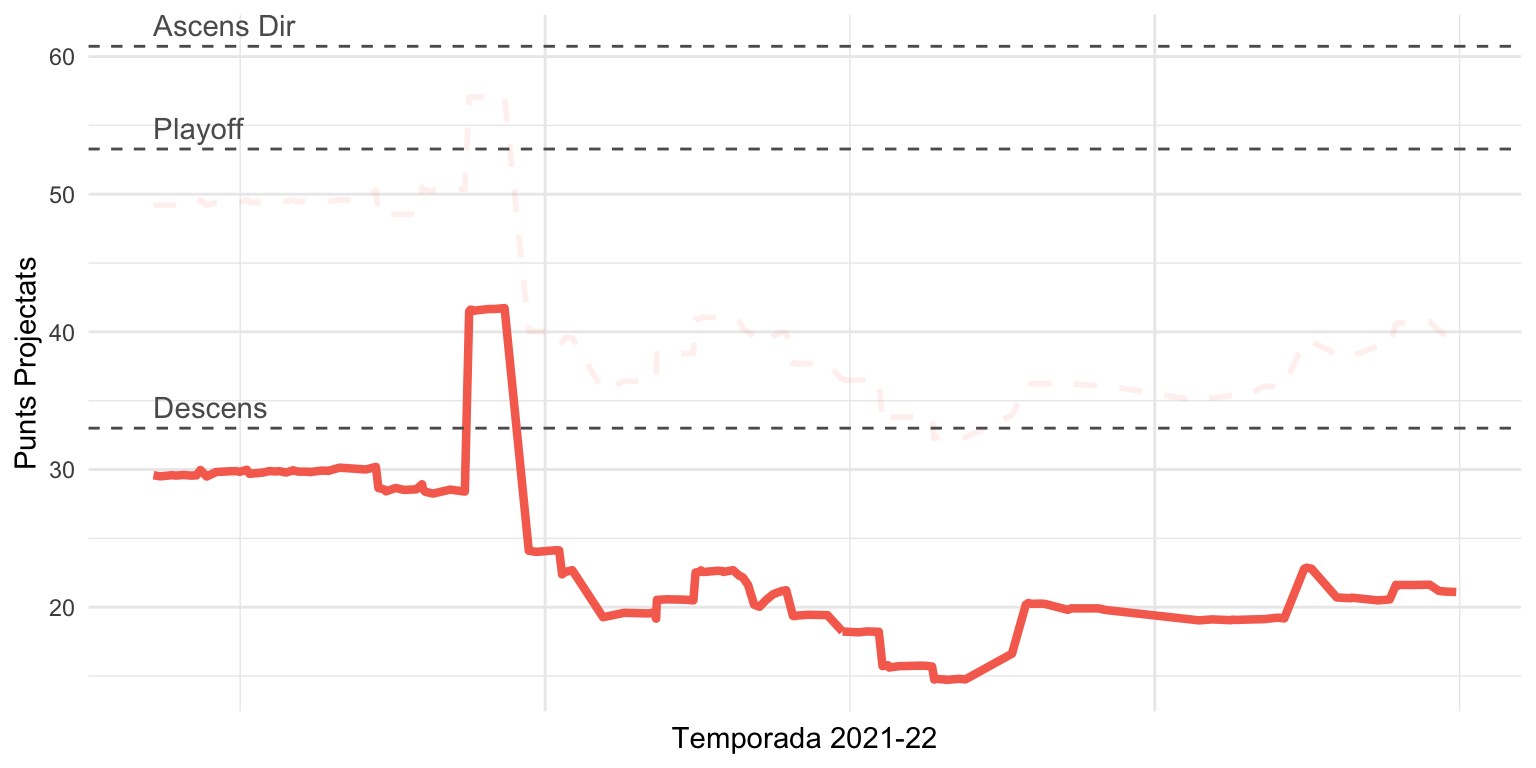 Ascens Dir
60
Playoff
50
40
Descens
30
20
Punts Projectats
Temporada 2021-22